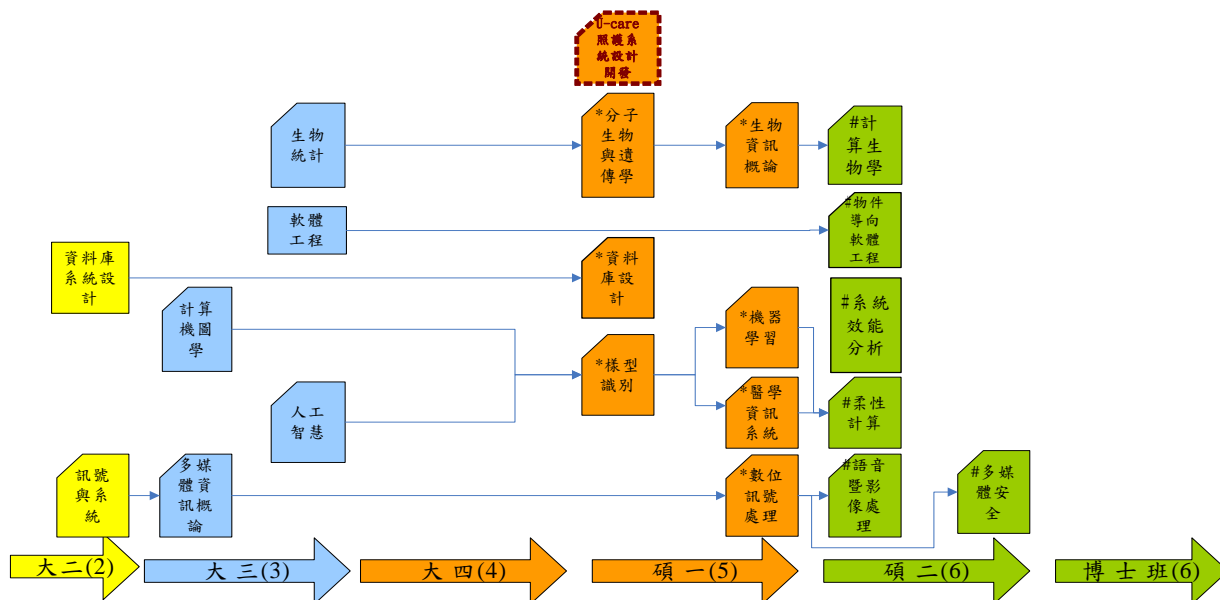 U-care
照護系
統設計
開發
生物
統計
*分子
生物
與遺
傳學
*生物
資訊
概論
#計
算生
物學
軟體
工程
#物件
導向
軟體
工程
資料庫
系統設
計
*資料
庫設
計
計算
機圖
學
*機器
學習
#系統
效能
分析
*樣型
識別
人工
智慧
*醫學
資訊
系統
#柔性
計算
訊號
與系
統
多媒
體資
訊概
論
*數位
訊號
處理
#語音
暨影
像處
理
#多媒
體安
全
大二(2)
大三(3)
大四(4)
碩一(5)
碩二(6)
博士班(6)